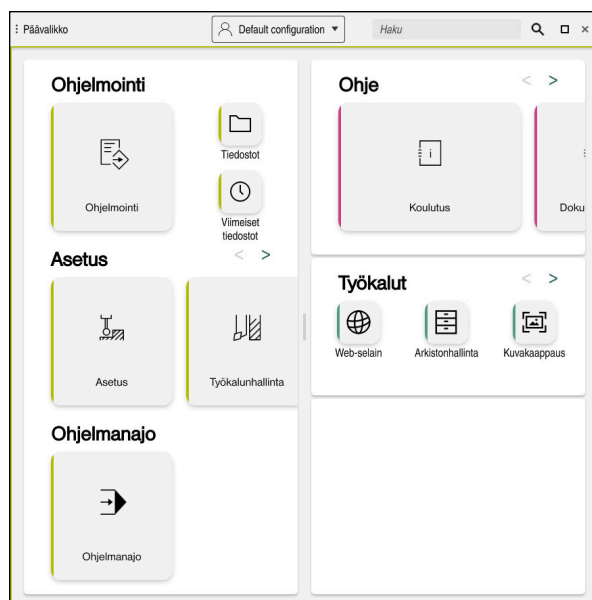 Päävalikko
Default configuration
Haku
Ohjelmointi
Ohjelmointi
Tiedostot
Viimeiset
tiedostot
Asetus
Asetus
Työkalunhallinta
Ohjelmanajo
Ohjelmanajo
Ohje
Koulutus
Doku
Työkalut
Web-selain
Arkistonhallinta
Kuvakaappaus